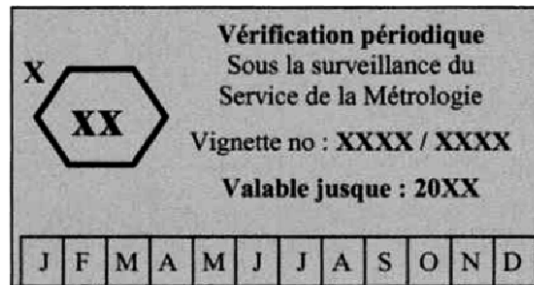 Vérification périodique
Sous la surveillance du
Service de la Métrologie
X
XX
Vignette no : XXXX / XXXX
Valable jusque : 20XX
J F M A M J J A S O N D